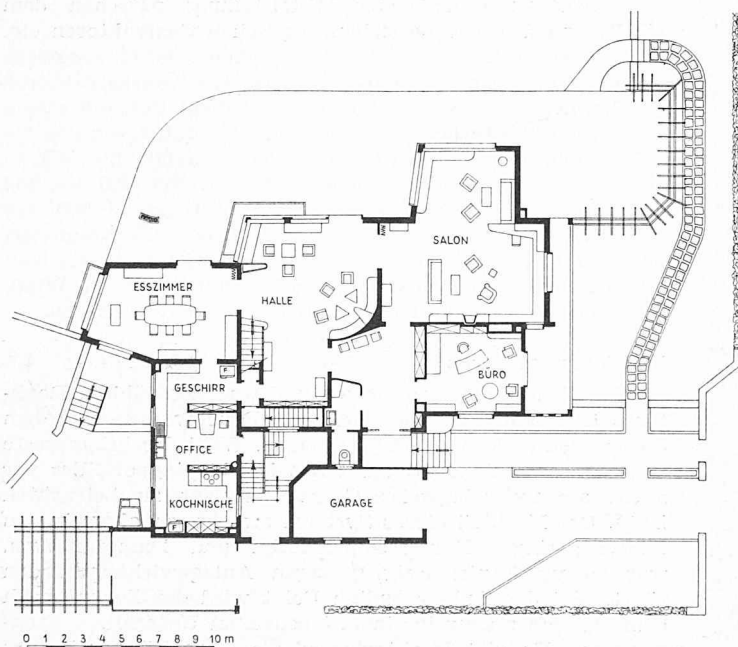 SALON
ESSZIMMER
HALLE
BÜRO
GESCHIRR
F
OFFICE
KOCHNISCHE
F
GARAGE
0 1 2 3 4 5 6 7 8 9 10 m